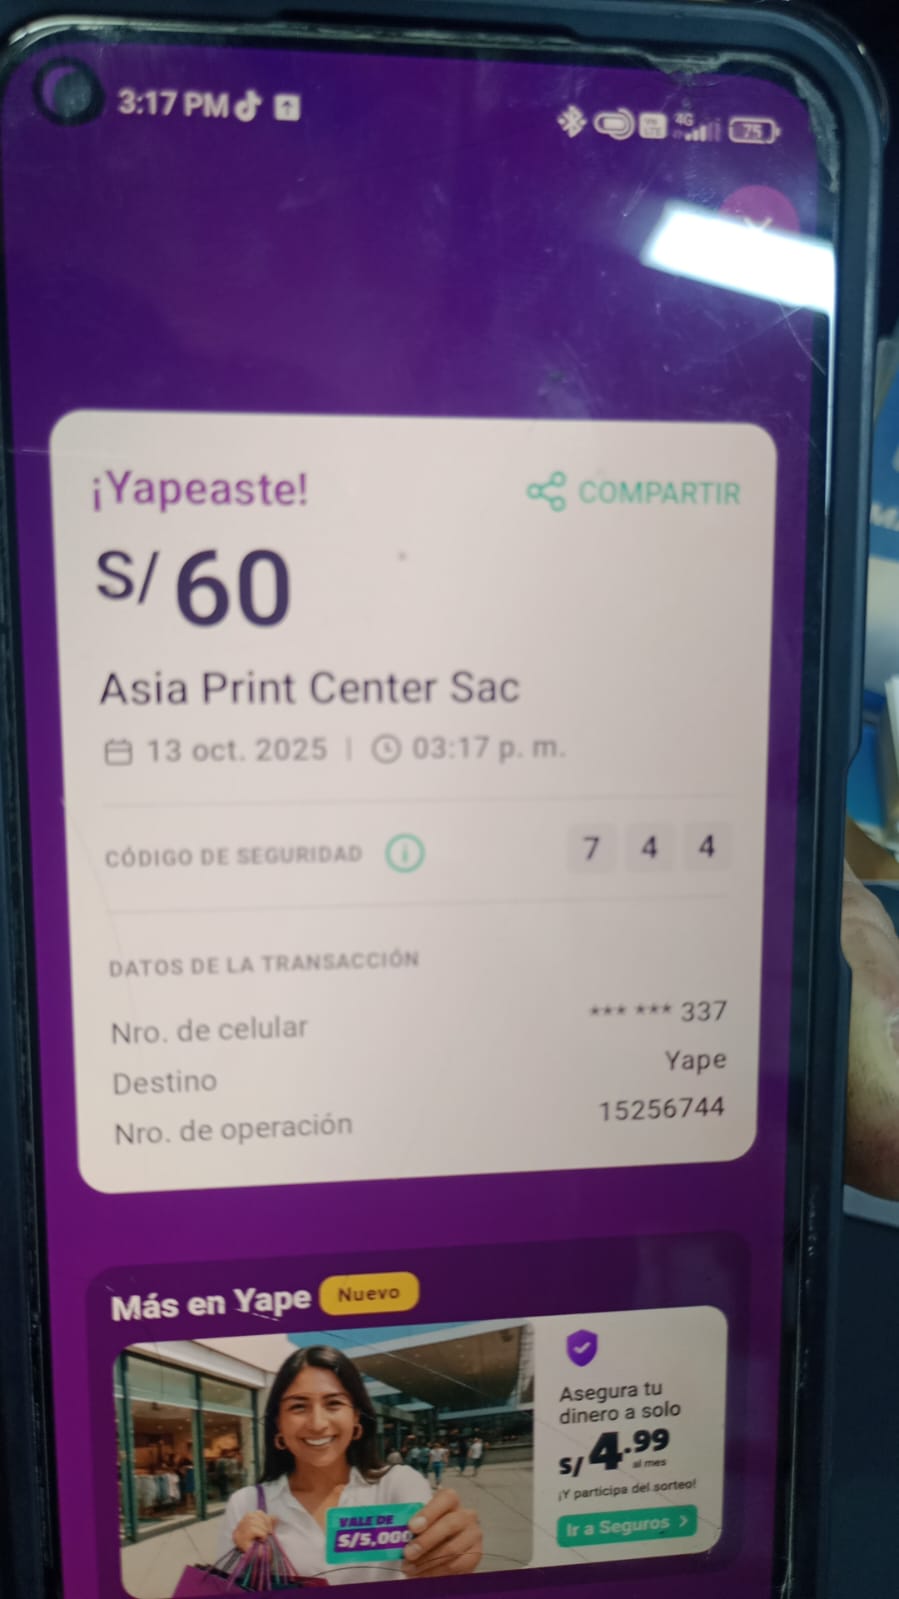 3:17 PM
4G
75
¡Yapeaste!
COMPARTIR
S/ 60
Asia Print Center Sac
13 oct. 2025 | 03:17 p. m.
CÓDIGO DE SEGURIDAD
7 4 4
DATOS DE LA TRANSACCIÓN
Nro. de celular
*** *** 337
Destino
Yape
Nro. de operación
15256744
Más en Yape
Nuevo
Asegura tu
dinero a solo
S/ 4.99
al mes
¡Y participa del sorteo!
Ir a Seguros
VALE DE
S/5,000